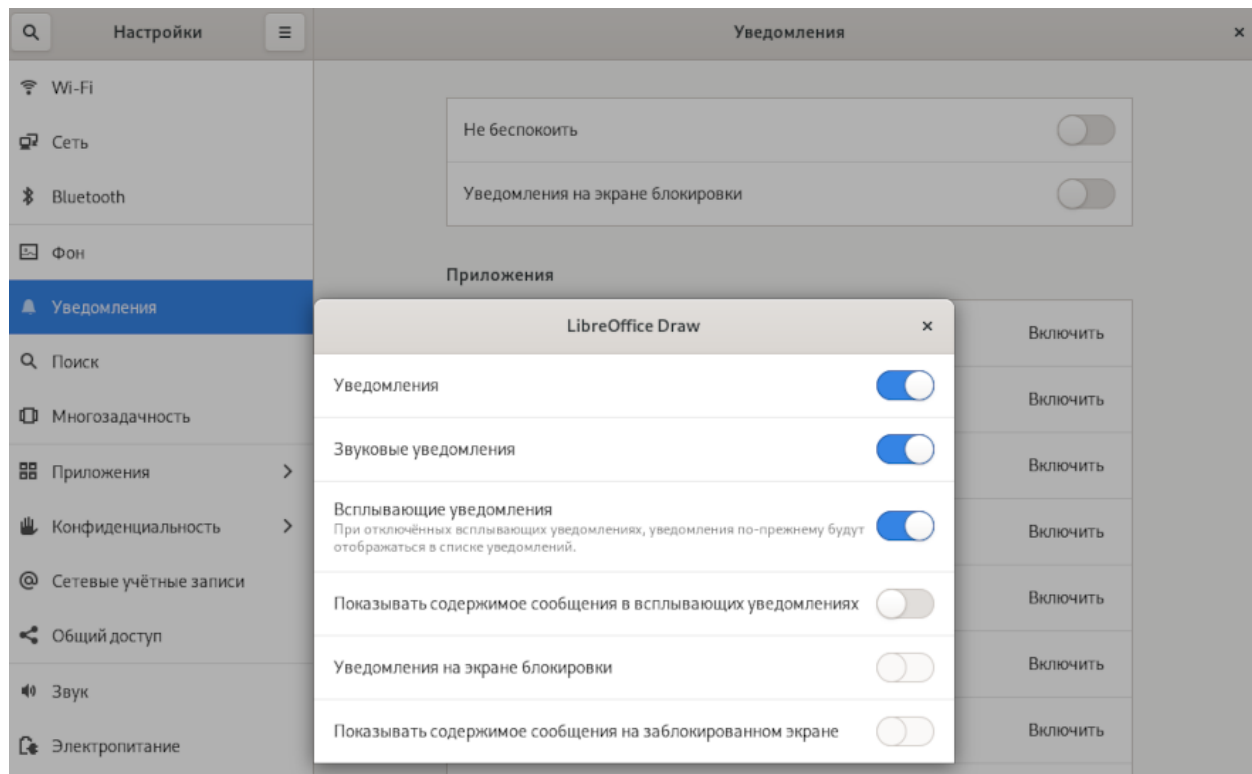 Настройки
Уведомления
Wi-Fi
Сеть
Bluetooth
Фон
Уведомления
Поиск
Многозадачность
Приложения
Конфиденциальность
Сетевые учётные записи
Общий доступ
Звук
Электропитание
Не беспокоить
Уведомления на экране блокировки
Приложения
Включить
Включить
Включить
Включить
Включить
Включить
Включить
LibreOffice Draw
Уведомления
Звуковые уведомления
Всплывающие уведомления
При отключённых всплывающих уведомлениях, уведомления по-прежнему будут
отображаться в списке уведомлений.
Показывать содержимое сообщения в всплывающих уведомлениях
Уведомления на экране блокировки
Показывать содержимое сообщения на заблокированном экране